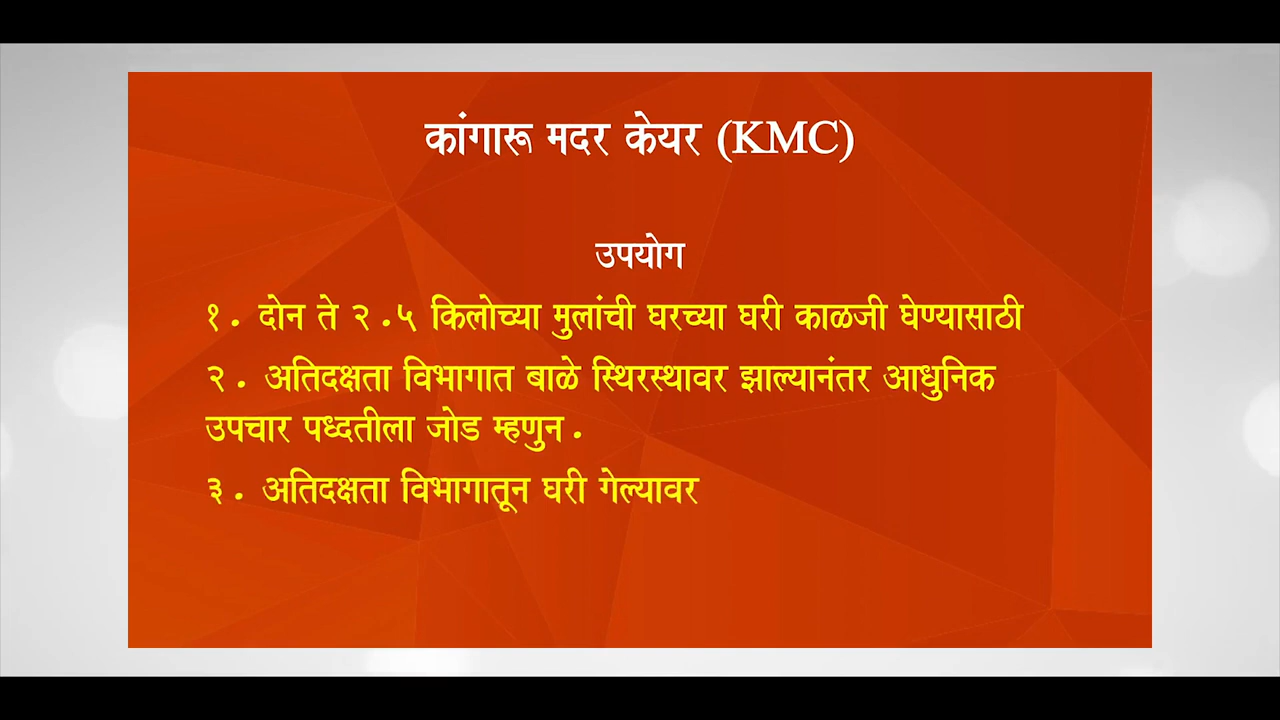 कांगारू मदर केयर (KMC)
उपयोग
१. दोन ते २.५ किलोच्या मुलांची घरच्या घरी काळजी घेण्यासाठी
२. अतिदक्षता विभागात बाळे स्थिरस्थावर झाल्यानंतर आधुनिक
उपचार पध्दतीला जोड म्हणुन.
३. अतिदक्षता विभागातून घरी गेल्यावर